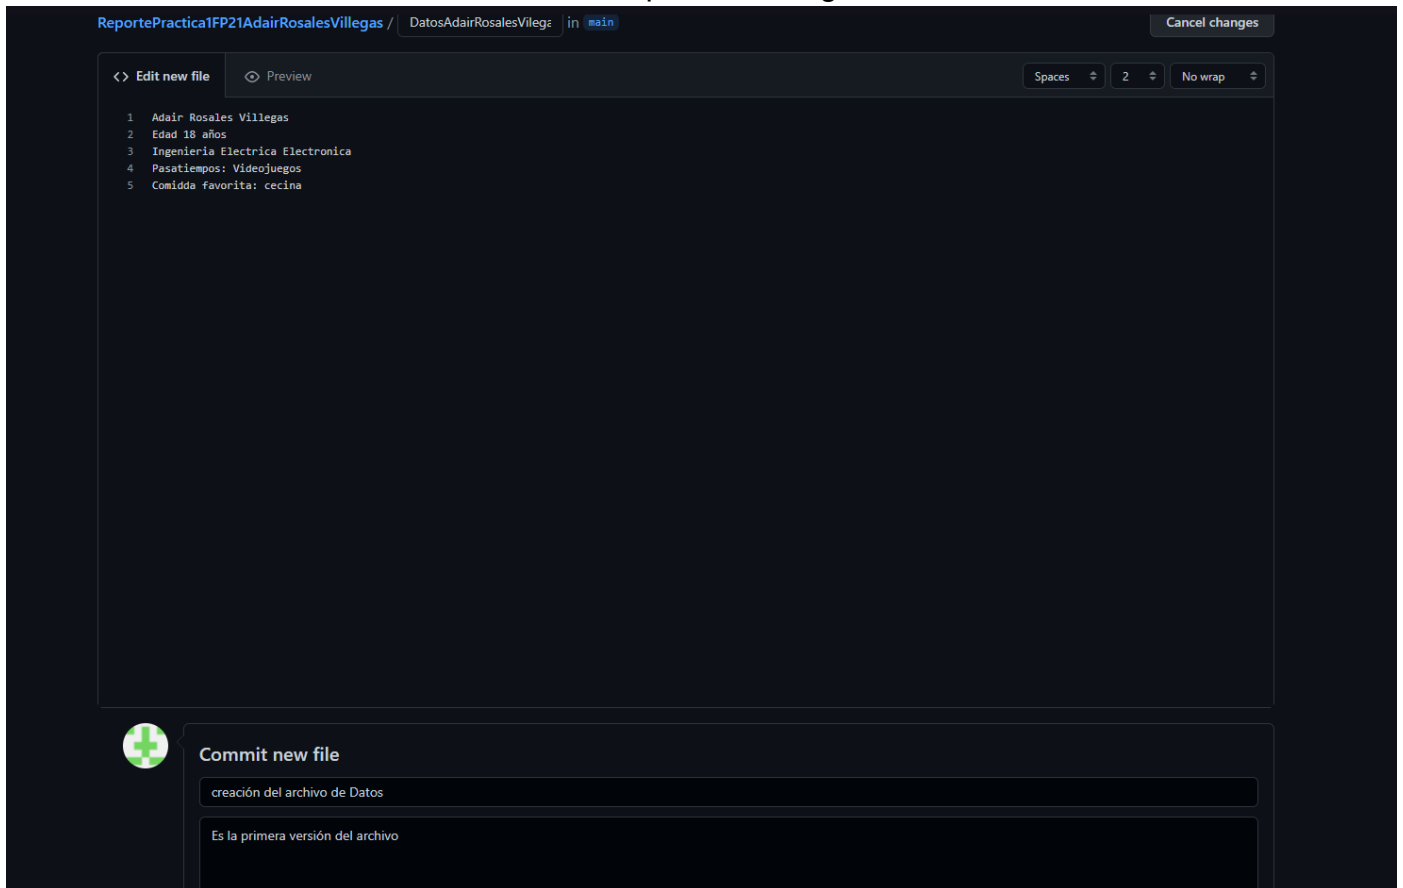 ReportePractica1FP21AdairRosalesVillegas / DatosAdairRosalesVilega in main Cancel changes
<> Edit new file Preview Spaces 2 No wrap
1 Adair Rosales Villegas
2 Edad 18 años
3 Ingenieria Electrica Electronica
4 Pasatiempos: Videojuegos
5 Comidda favorita: cecina
Commit new file
creación del archivo de Datos
Es la primera versión del archivo